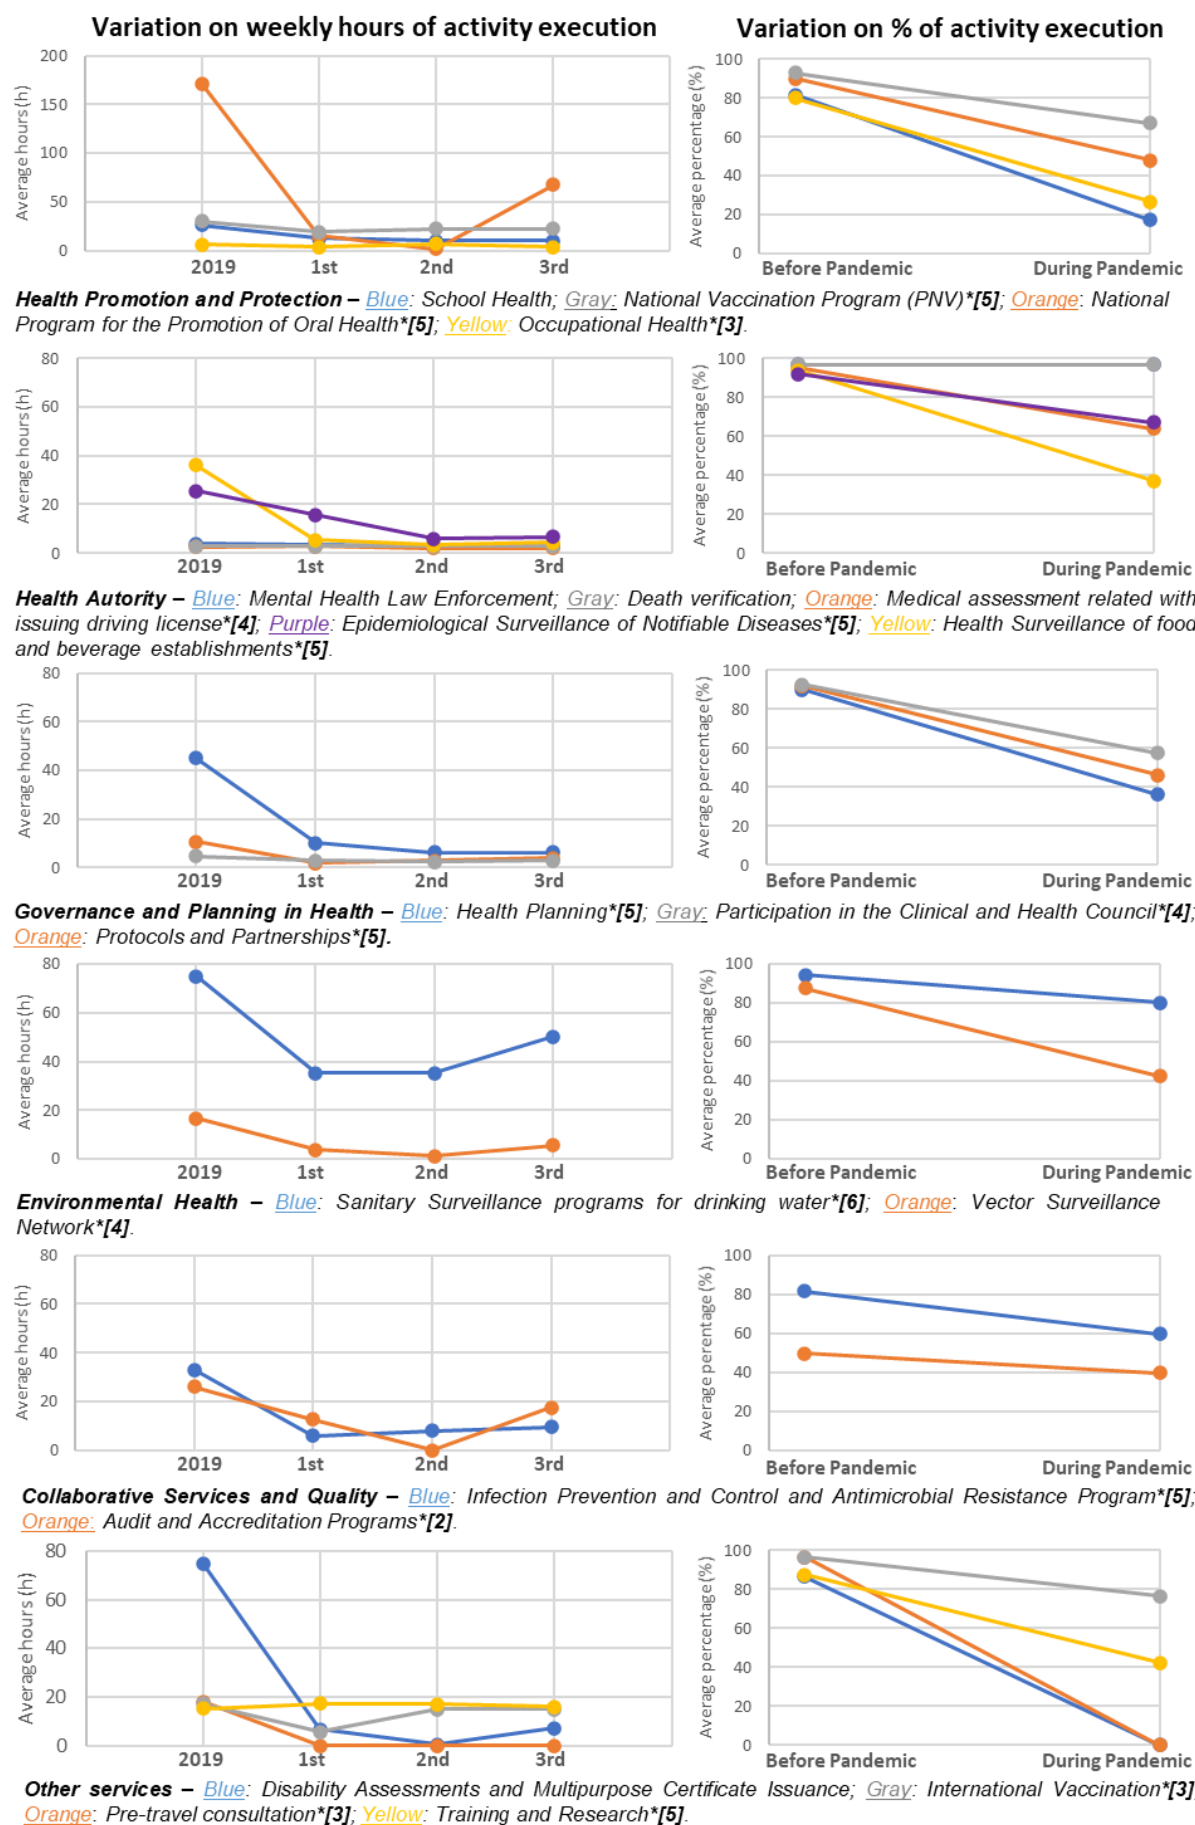 Variation on weekly hours of activity execution
Variation on % of activity execution
Average hours (h)
200
150
100
50
0
2019 1st 2nd 3rd
Average percentage (%)
100
80
60
40
20
0
Before Pandemic During Pandemic
Health Promotion and Protection – Blue: School Health; Gray: National Vaccination Program (PNV)*[5]; Orange: National
Program for the Promotion of Oral Health*[5]; Yellow: Occupational Health*[3].
Average hours (h)
80
60
40
20
0
2019 1st 2nd 3rd
Average percentage (%)
100
80
60
40
20
0
Before Pandemic During Pandemic
Health Autority – Blue: Mental Health Law Enforcement; Gray: Death verification; Orange: Medical assessment related with
issuing driving license*[4]; Purple: Epidemiological Surveillance of Notifiable Diseases*[5]; Yellow: Health Surveillance of food
and beverage establishments*[5].
Average hours (h)
80
60
40
20
0
2019 1st 2nd 3rd
Average percentage (%)
100
80
60
40
20
0
Before Pandemic During Pandemic
Governance and Planning in Health – Blue: Health Planning*[5]; Gray: Participation in the Clinical and Health Council*[4];
Orange: Protocols and Partnerships*[5].
Average hours (h)
80
60
40
20
0
2019 1st 2nd 3rd
Average percentage (%)
100
80
60
40
20
0
Before Pandemic During Pandemic
Environmental Health – Blue: Sanitary Surveillance programs for drinking water*[6]; Orange: Vector Surveillance
Network*[4].
Average hours (h)
80
60
40
20
0
2019 1st 2nd 3rd
Average perentage (%)
100
80
60
40
20
0
Before Pandemic During Pandemic
Collaborative Services and Quality – Blue: Infection Prevention and Control and Antimicrobial Resistance Program*[5];
Orange: Audit and Accreditation Programs*[2].
Average hours (h)
80
60
40
20
0
2019 1st 2nd 3rd
Average percentage (%)
100
80
60
40
20
0
Before Pandemic During Pandemic
Other services – Blue: Disability Assessments and Multipurpose Certificate Issuance; Gray: International Vaccination*[3];
Orange: Pre-travel consultation*[3]; Yellow: Training and Research*[5].